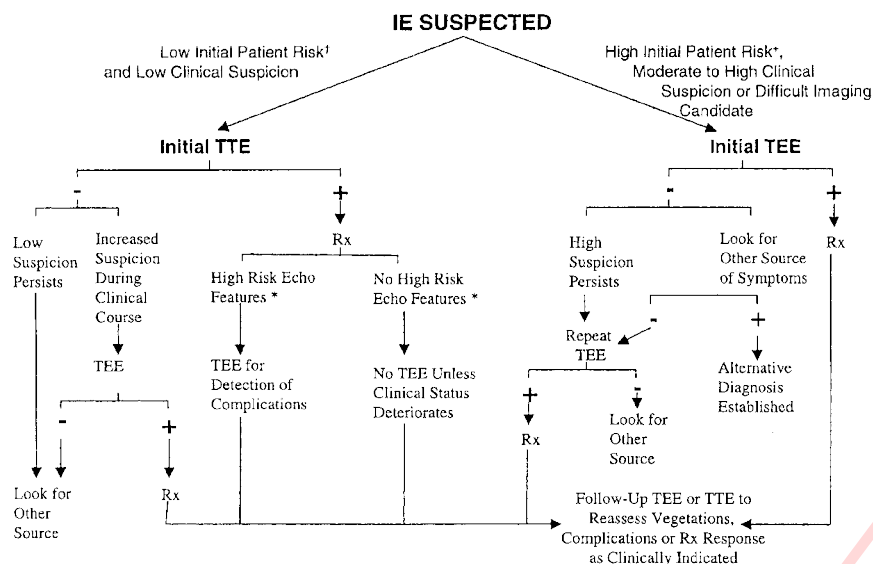 IE SUSPECTED
Low Initial Patient Risk†
and Low Clinical Suspicion
High Initial Patient Risk+,
Moderate to High Clinical
Suspicion or Difficult Imaging
Candidate
Initial TTE
Initial TEE
-
+
-
+
Low
Suspicion
Persists
Increased
Suspicion
During
Clinical
Course
Rx
High
Suspicion
Persists
Look for
Other Source
of Symptoms
Rx
High Risk Echo
Features *
No High Risk
Echo Features *
-
+
Repeat
TEE
TEE
TEE for
Detection of
Complications
No TEE Unless
Clinical Status
Deteriorates
Alternative
Diagnosis
Established
-
+
+
-
Rx
Look for
Other
Source
Look for
Other
Source
Rx
Follow-Up TEE or TTE to
Reassess Vegetations,
Complications or Rx Response
as Clinically Indicated